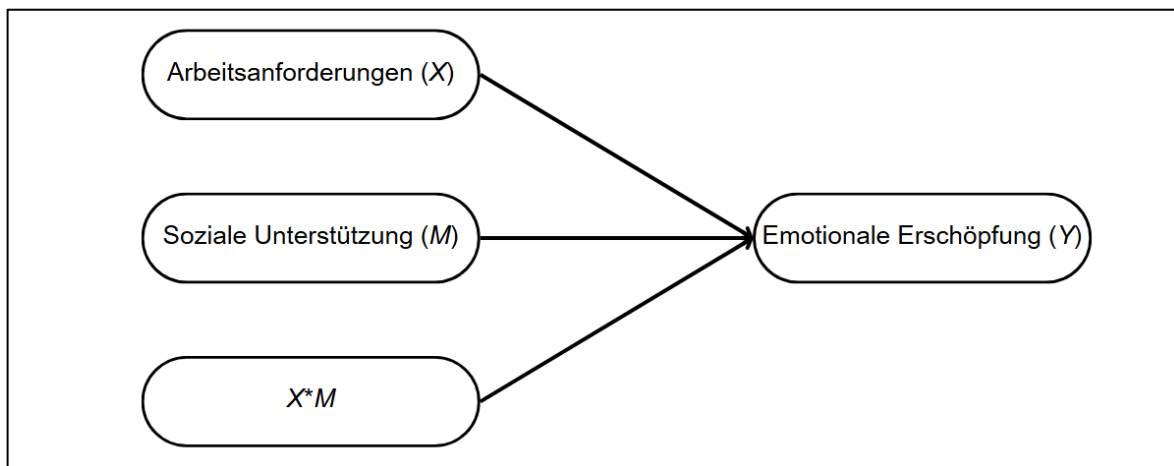 Arbeitsanforderungen (X)
Soziale Unterstützung (M)
Emotionale Erschöpfung (Y)
X*M